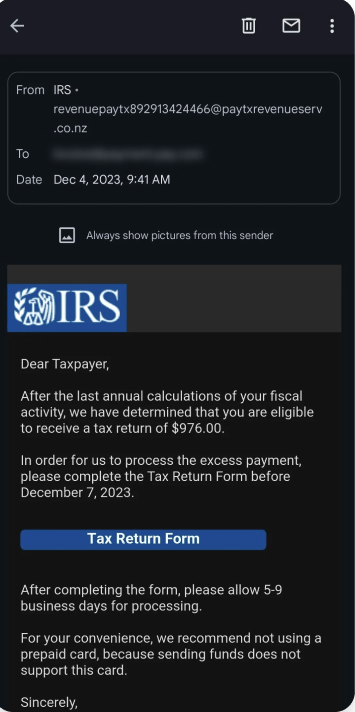 From IRS •
revenuepaytx892913424466@paytxrevenueserv
.co.nz
To
Date Dec 4, 2023, 9:41 AM
Always show pictures from this sender
IRS
Dear Taxpayer,
After the last annual calculations of your fiscal
activity, we have determined that you are eligible
to receive a tax return of $976.00.
In order for us to process the excess payment,
please complete the Tax Return Form before
December 7, 2023.
Tax Return Form
After completing the form, please allow 5-9
business days for processing.
For your convenience, we recommend not using a
prepaid card, because sending funds does not
support this card.
Sincerely,